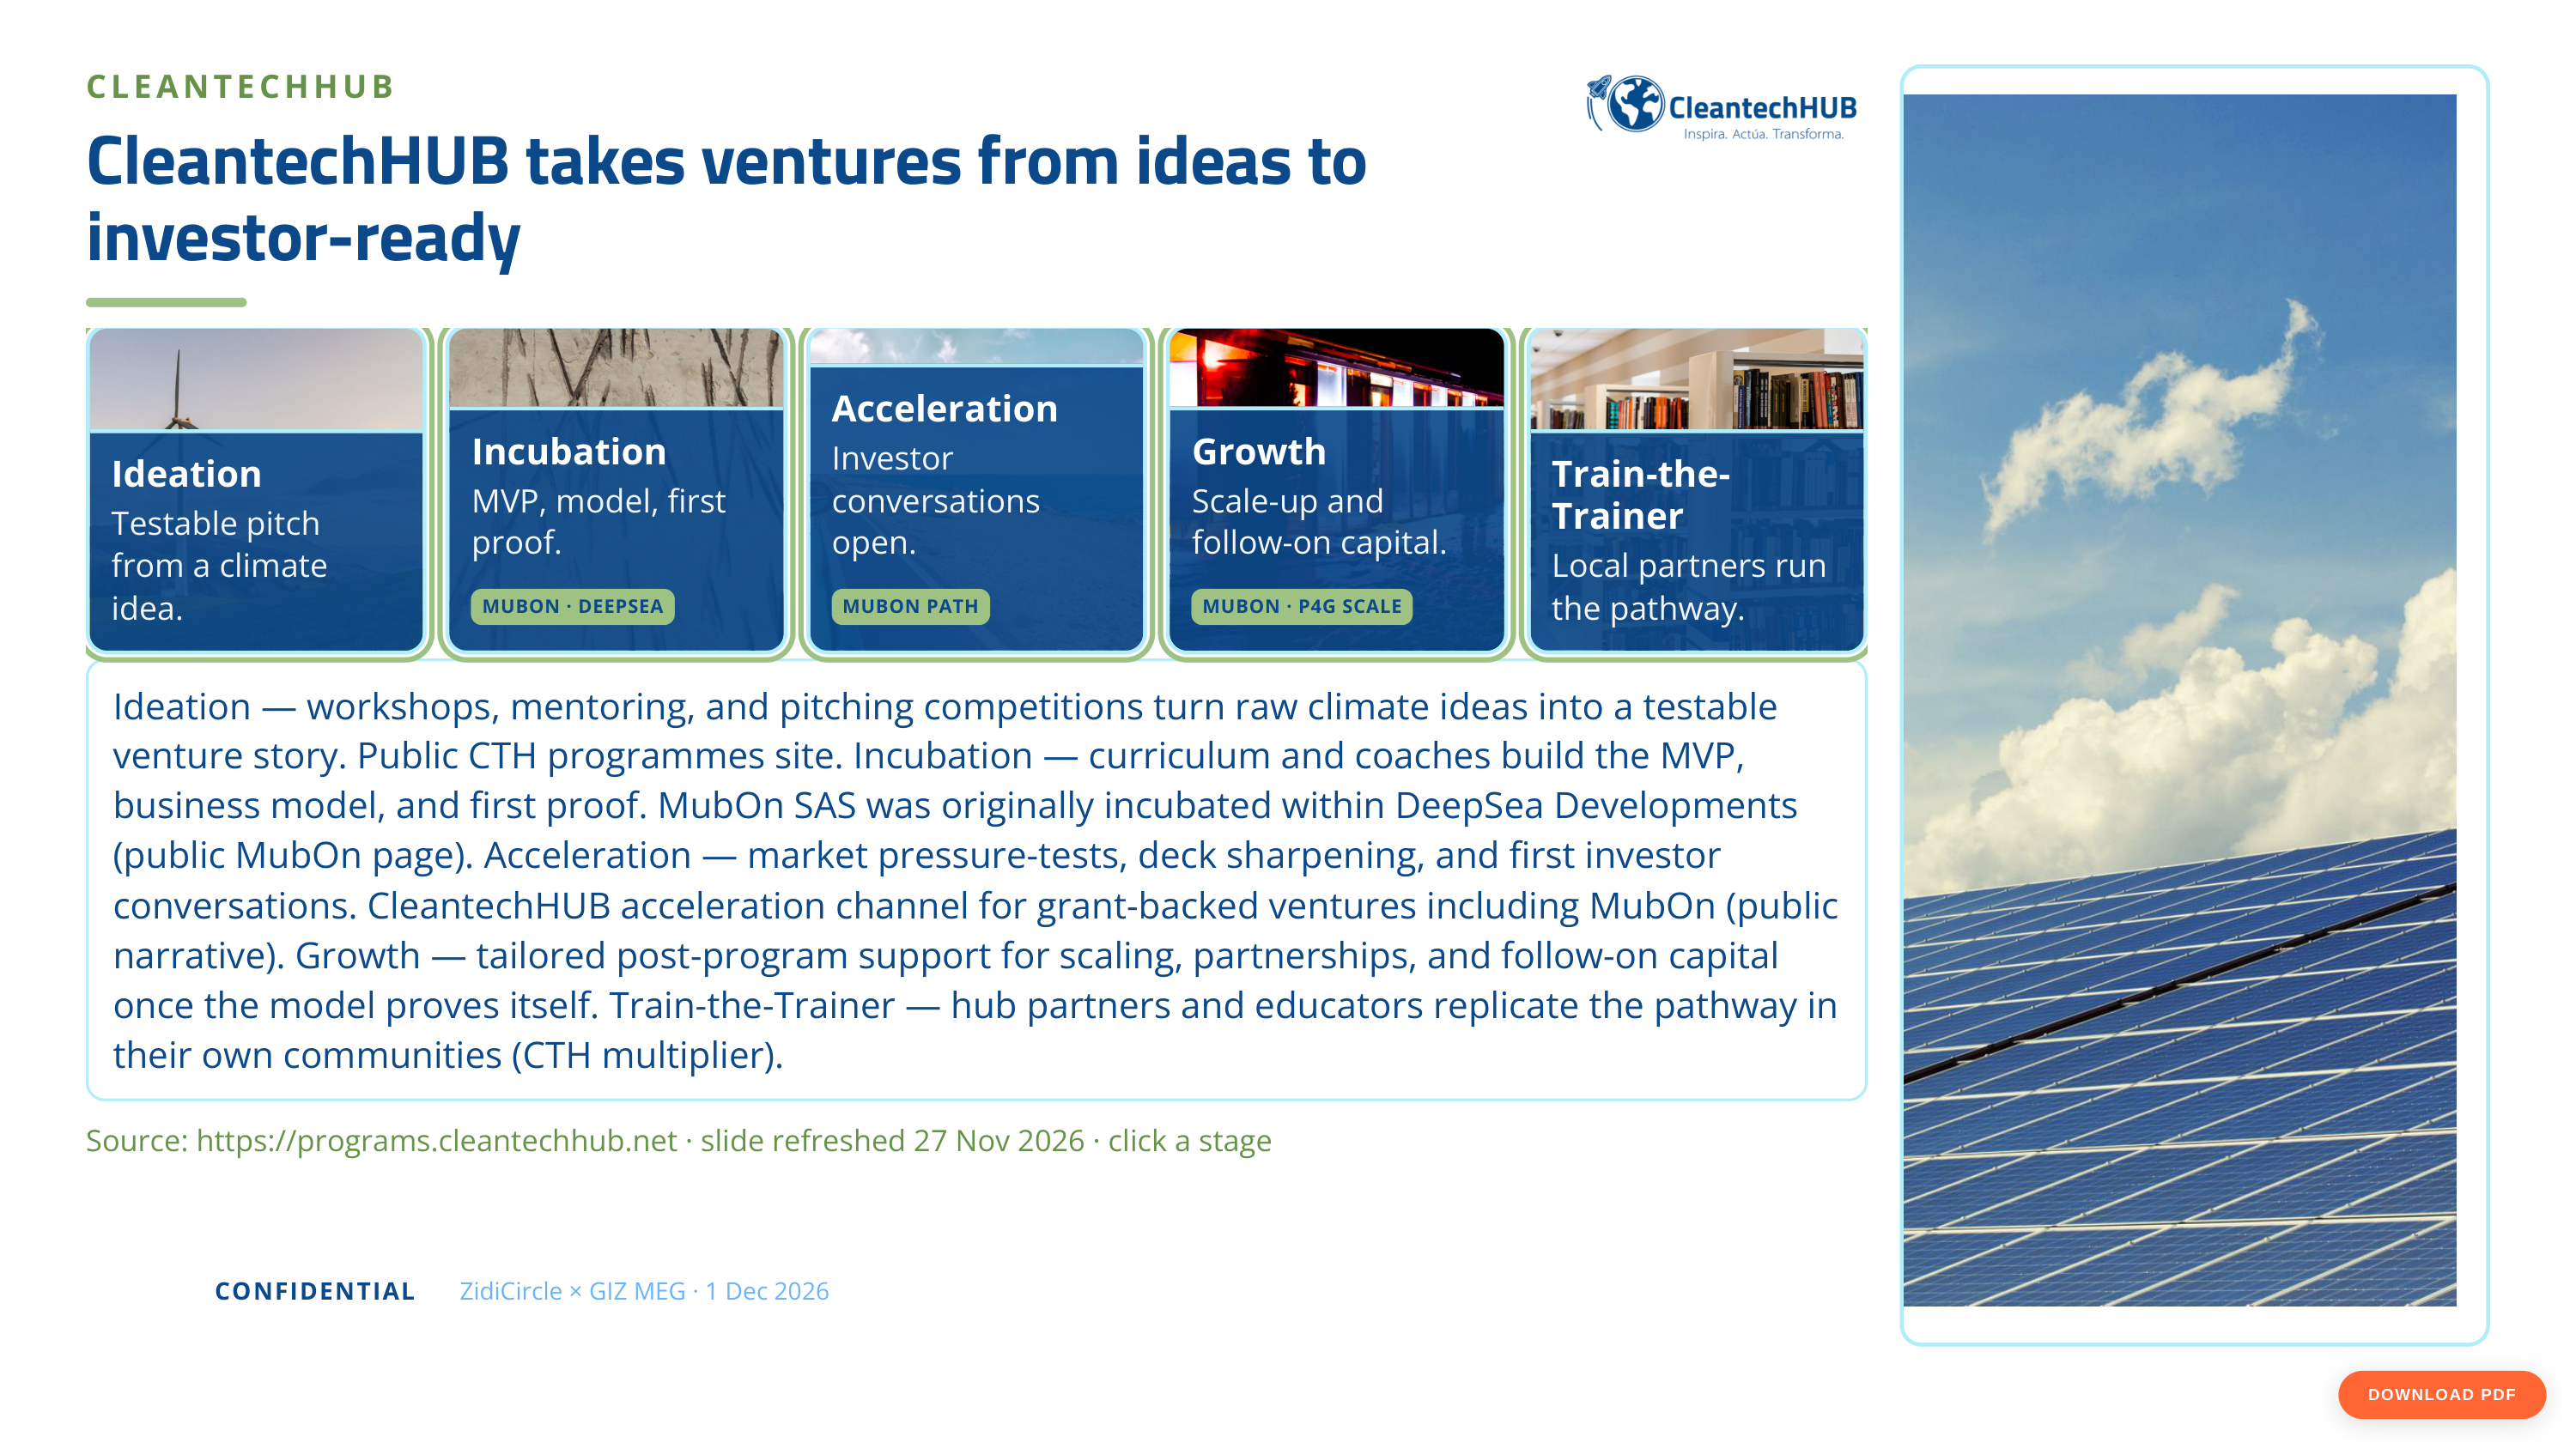 CLEANTECHHUB
CleantechHUB takes ventures from ideas to
investor-ready
CleantechHUB
Inspira. Actúa. Transforma.
Ideation
Testable pitch
from a climate
idea.
Incubation
MVP, model, first
proof.
MUBON · DEEPSEA
Acceleration
Investor
conversations
open.
MUBON PATH
Growth
Scale-up and
follow-on capital.
MUBON · P4G SCALE
Train-the-
Trainer
Local partners run
the pathway.
Ideation — workshops, mentoring, and pitching competitions turn raw climate ideas into a testable
venture story. Public CTH programmes site. Incubation — curriculum and coaches build the MVP,
business model, and first proof. MubOn SAS was originally incubated within DeepSea Developments
(public MubOn page). Acceleration — market pressure-tests, deck sharpening, and first investor
conversations. CleantechHUB acceleration channel for grant-backed ventures including MubOn (public
narrative). Growth — tailored post-program support for scaling, partnerships, and follow-on capital
once the model proves itself. Train-the-Trainer — hub partners and educators replicate the pathway in
their own communities (CTH multiplier).
Source: https://programs.cleantechhub.net · slide refreshed 27 Nov 2026 · click a stage
CONFIDENTIAL
ZidiCircle × GIZ MEG · 1 Dec 2026
DOWNLOAD PDF